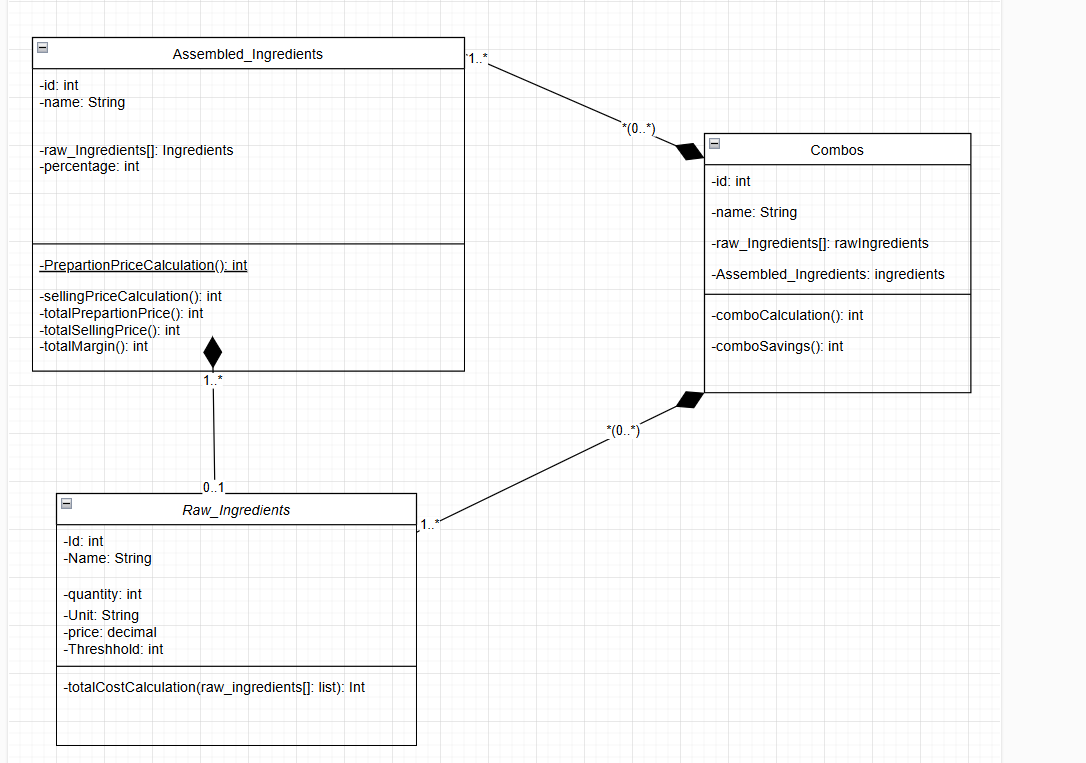 Assembled_Ingredients
-id: int
-name: String
-raw_Ingredients[]: Ingredients
-percentage: int
-PrepartionPriceCalculation(): int
-sellingPriceCalculation(): int
-totalPrepartionPrice(): int
-totalSellingPrice(): int
-totalMargin(): int
1..*
*(0..*)
Combos
-id: int
-name: String
-raw_Ingredients[]: rawIngredients
-Assembled_Ingredients: ingredients
-comboCalculation(): int
-comboSavings(): int
1..*
0..1
*(0..*)
1..*
Raw_Ingredients
-Id: int
-Name: String
-quantity: int
-Unit: String
-price: decimal
-Threshhold: int
-totalCostCalculation(raw_ingredients[]: list): Int